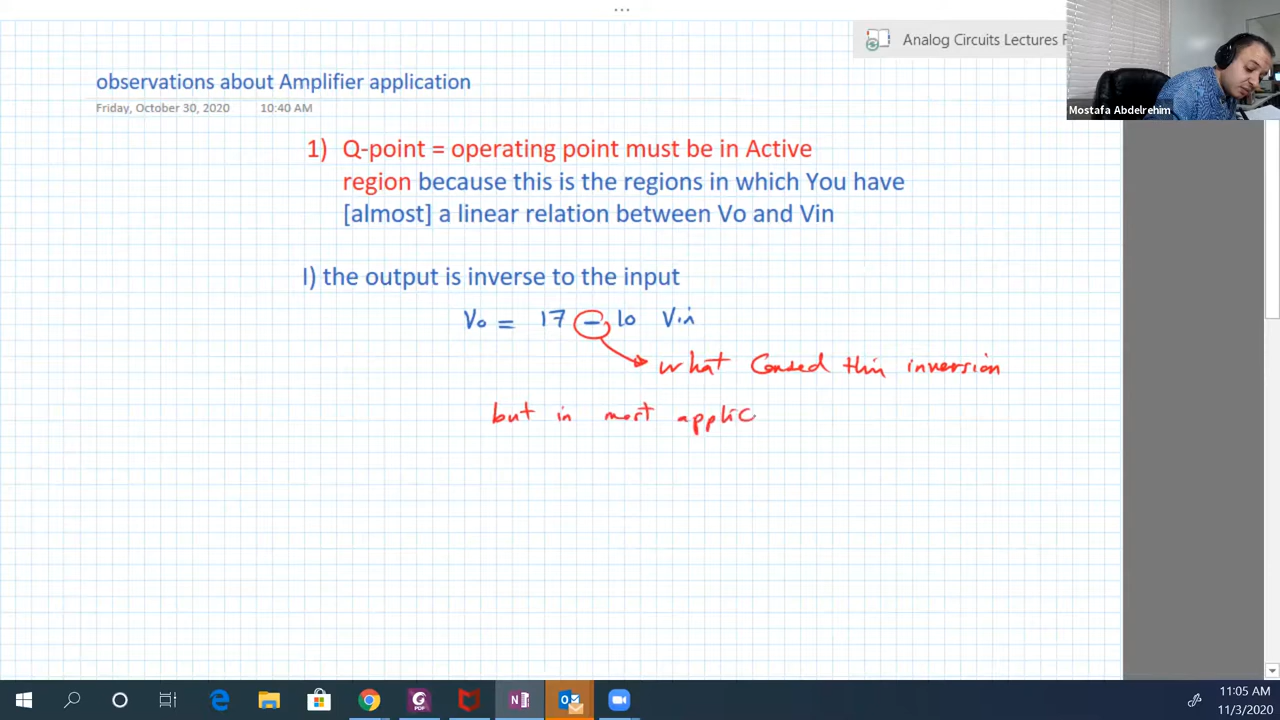 Analog Circuits Lectures F
Mostafa Abdelrehim
observations about Amplifier application
Friday, October 30, 2020 10:40 AM
1) Q-point = operating point must be in Active
region because this is the regions in which You have
[almost] a linear relation between Vo and Vin
I) the output is inverse to the input
Vo = 17 - 10 Vin
what Caused this inversion
but in most applic
11:05 AM
11/3/2020